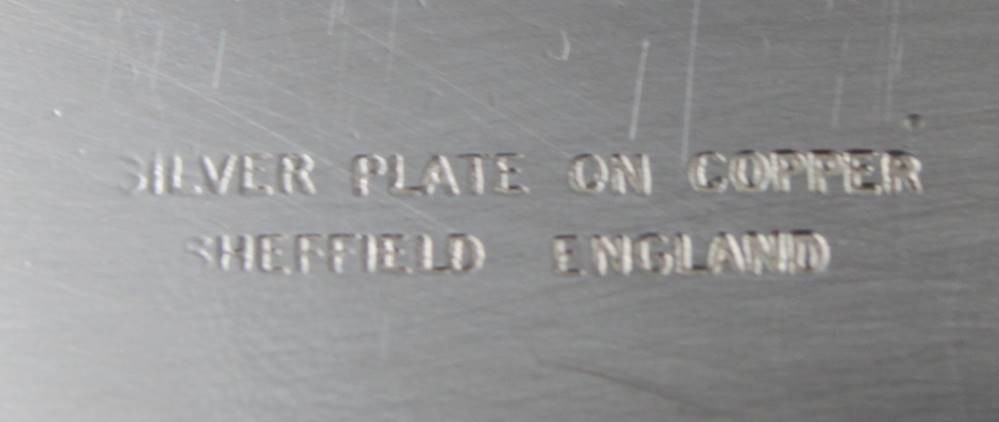 SILVER PLATE ON COPPER
SHEFFIELD ENGLAND